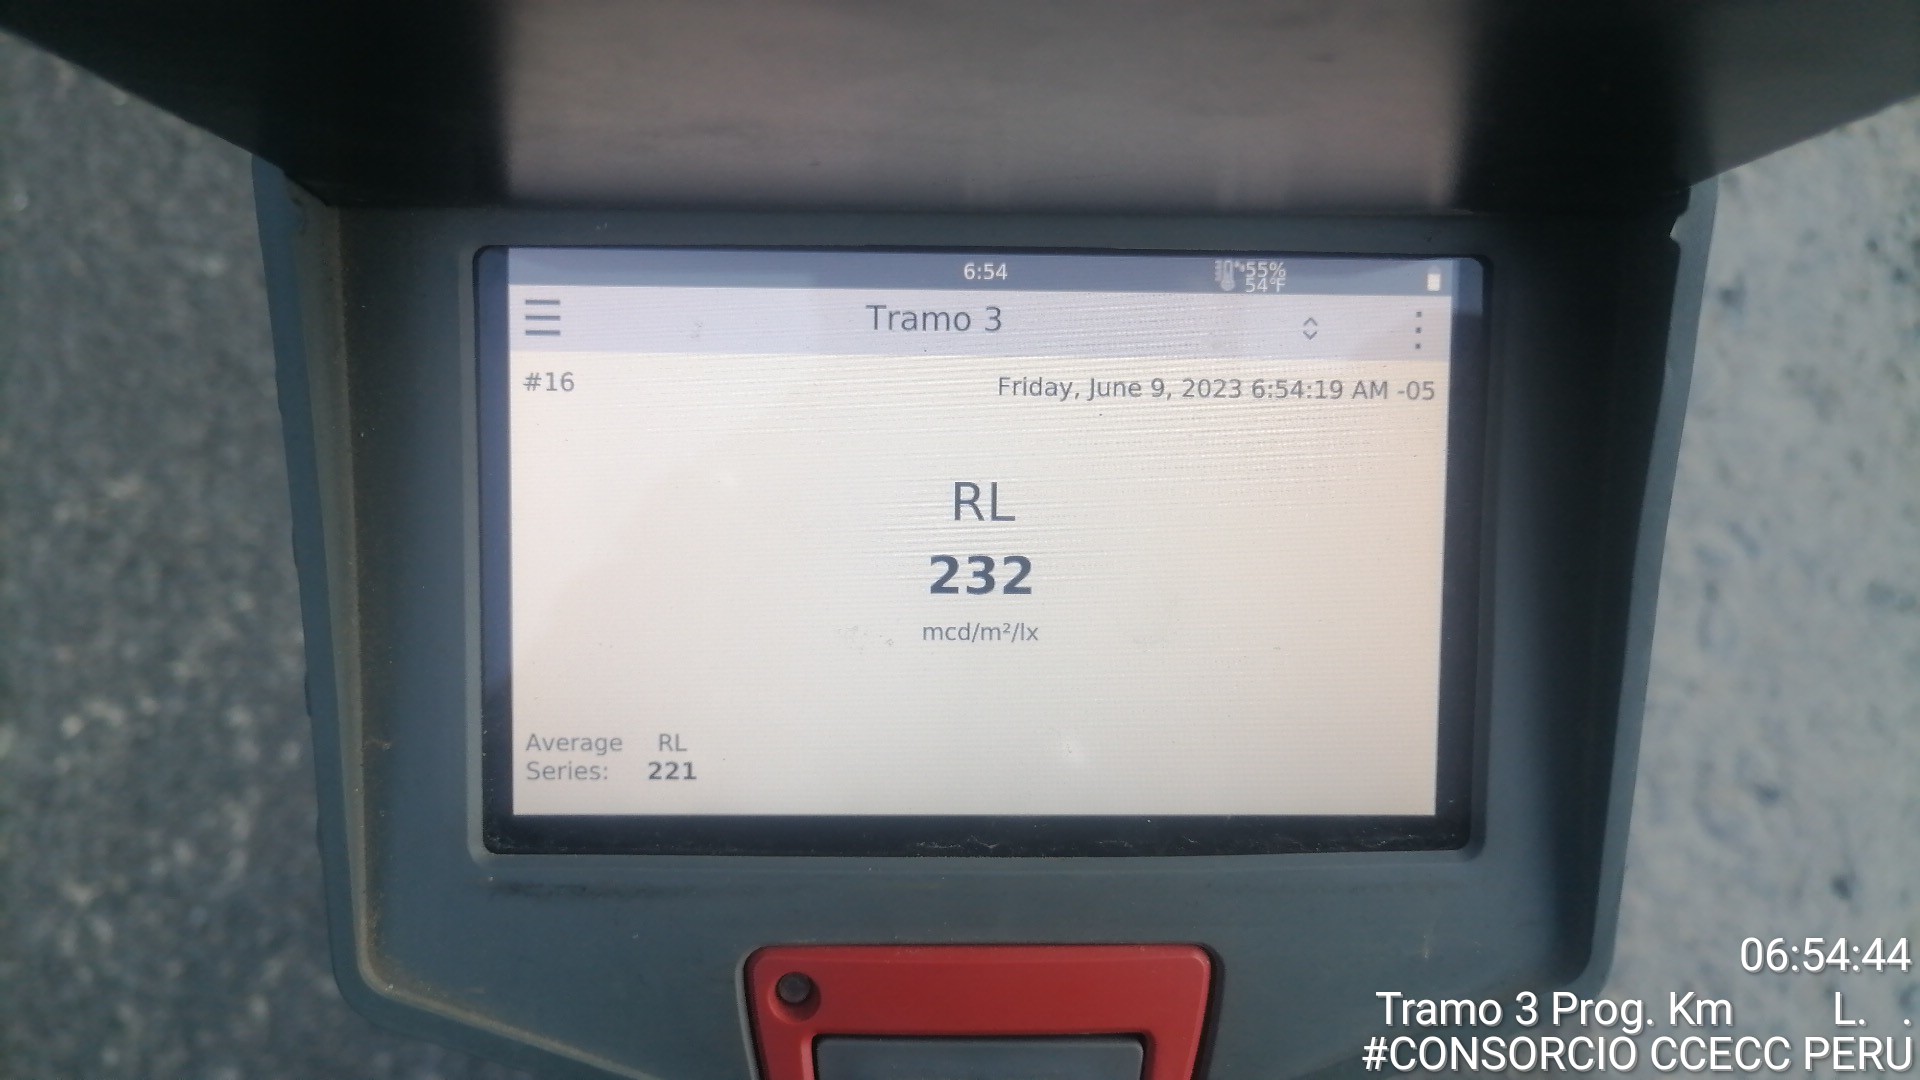 6:54
55%
54°F
Tramo 3
#16
Friday, June 9, 2023 6:54:19 AM -05
RL
232
mcd/m²/lx
Average RL
Series: 221
06:54:44
Tramo 3 Prog. Km L. .
#CONSORCIO CCECC PERU